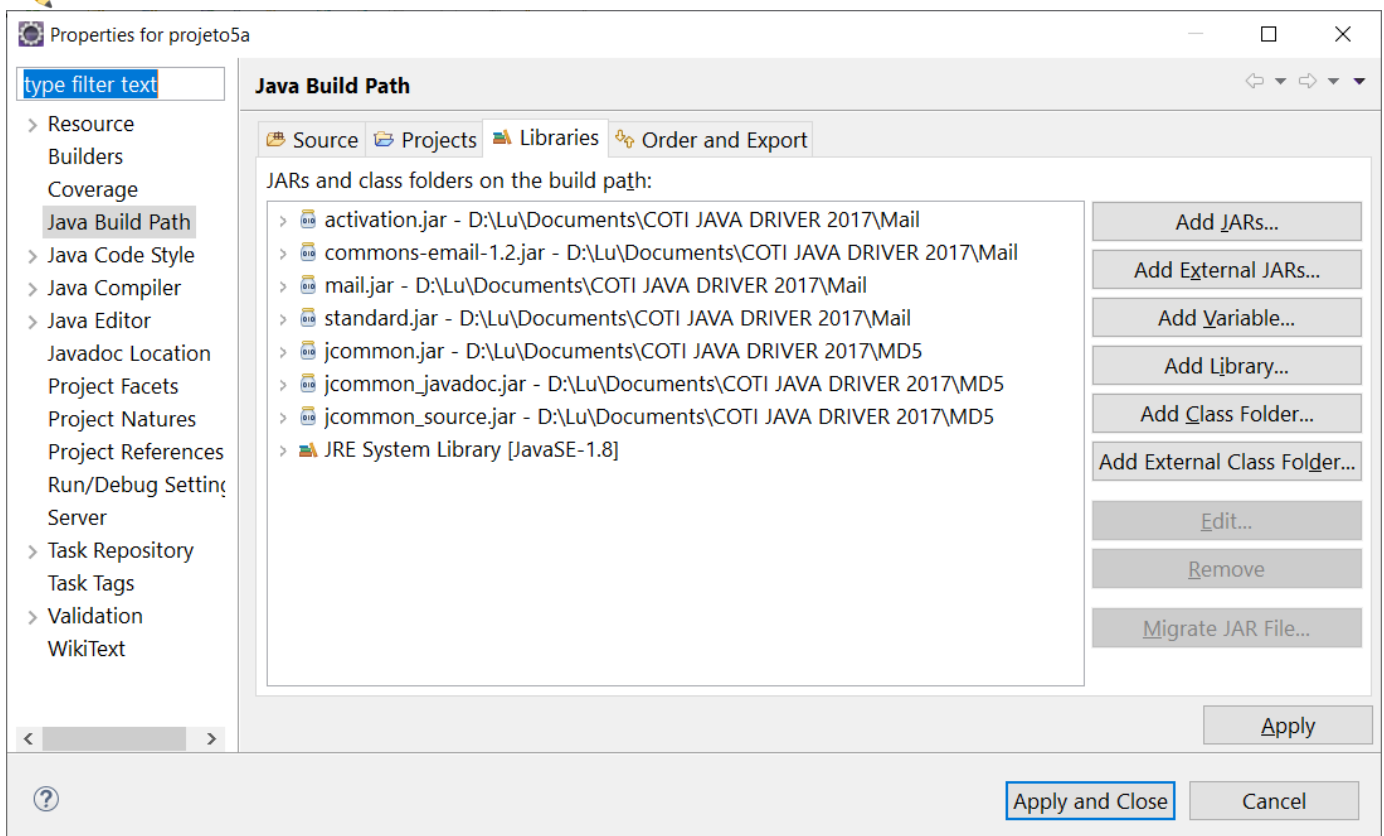 Properties for projeto5a
type filter text
Resource
Builders
Coverage
Java Build Path
Java Code Style
Java Compiler
Java Editor
Javadoc Location
Project Facets
Project Natures
Project References
Run/Debug Setting
Server
Task Repository
Task Tags
Validation
WikiText
Java Build Path
Source Projects Libraries Order and Export
JARs and class folders on the build path:
activation.jar - D:\Lu\Documents\COTI JAVA DRIVER 2017\Mail
commons-email-1.2.jar - D:\Lu\Documents\COTI JAVA DRIVER 2017\Mail
mail.jar - D:\Lu\Documents\COTI JAVA DRIVER 2017\Mail
standard.jar - D:\Lu\Documents\COTI JAVA DRIVER 2017\Mail
jcommon.jar - D:\Lu\Documents\COTI JAVA DRIVER 2017\MD5
jcommon_javadoc.jar - D:\Lu\Documents\COTI JAVA DRIVER 2017\MD5
jcommon_source.jar - D:\Lu\Documents\COTI JAVA DRIVER 2017\MD5
JRE System Library [JavaSE-1.8]
Add JARs...
Add External JARs...
Add Variable...
Add Library...
Add Class Folder...
Add External Class Folder...
Edit...
Remove
Migrate JAR File...
Apply
Apply and Close
Cancel